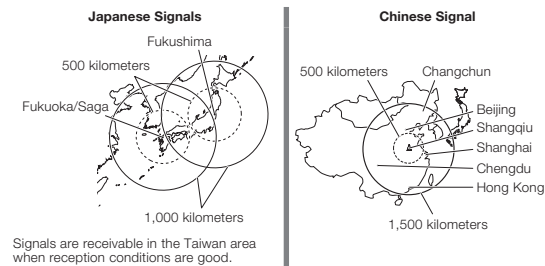 Japanese Signals
Fukushima
500 kilometers
Fukuoka/Saga
1,000 kilometers
Signals are receivable in the Taiwan area
when reception conditions are good.
Chinese Signal
500 kilometers
Changchun
Beijing
Shangqiu
Shanghai
Chengdu
Hong Kong
1,500 kilometers